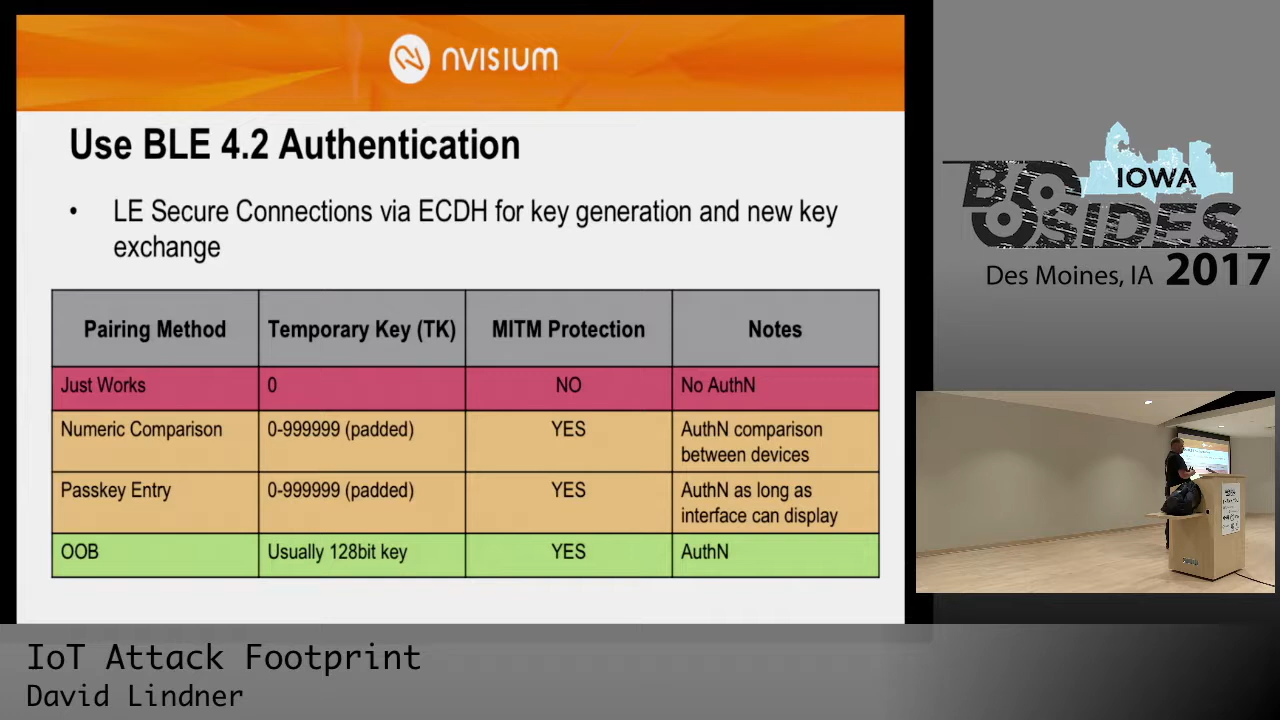 nVISIUM
Use BLE 4.2 Authentication
• LE Secure Connections via ECDH for key generation and new key
exchange
Pairing Method Temporary Key (TK) MITM Protection Notes
Just Works 0 NO No AuthN
Numeric Comparison 0-999999 (padded) YES AuthN comparison
between devices
Passkey Entry 0-999999 (padded) YES AuthN as long as
interface can display
OOB Usually 128bit key YES AuthN
IOWA
BSIDES
Des Moines, IA 2017
IoT Attack Footprint
David Lindner